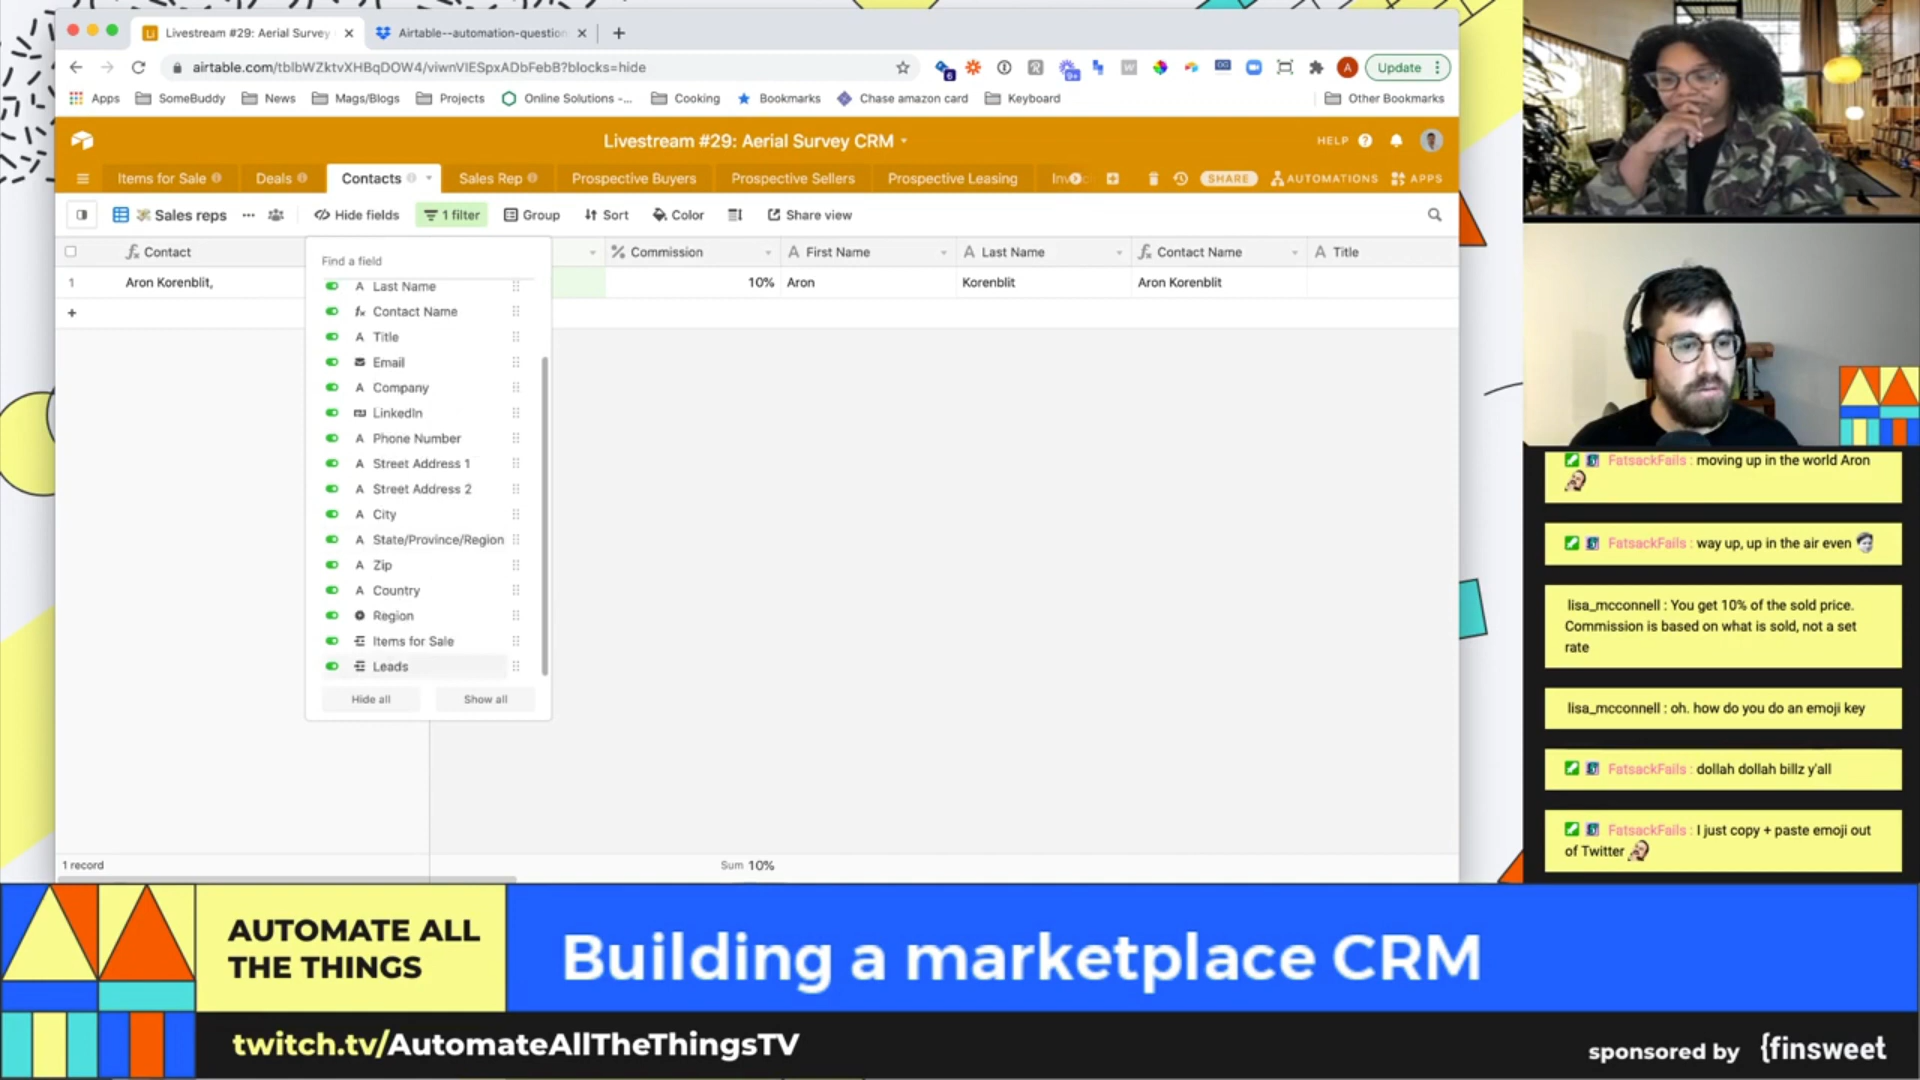 Livestream #29: Aerial Survey
Airtable--automation-question
airtable.com/tblbWZktvXHBqDOW4/viwnVlESpxADbFebB?blocks=hide
Update
Apps
SomeBuddy
News
Mags/Blogs
Projects
Online Solutions -...
Cooking
Bookmarks
Chase amazon card
Keyboard
Other Bookmarks
Livestream #29: Aerial Survey CRM
HELP
Items for Sale
Deals
Contacts
Sales Rep
Prospective Buyers
Prospective Sellers
Prospective Leasing
SHARE
AUTOMATIONS
APPS
Sales reps
Hide fields
1 filter
Group
Sort
Color
Share view
Contact
Commission
First Name
Last Name
Contact Name
Title
1
Aron Korenblit,
10%
Aron
Korenblit
Aron Korenblit
Find a field
Last Name
Contact Name
Title
Email
Company
LinkedIn
Phone Number
Street Address 1
Street Address 2
City
State/Province/Region
Zip
Country
Region
Items for Sale
Leads
Hide all
Show all
1 record
Sum 10%
FatsackFails : moving up in the world Aron
FatsackFails : way up, up in the air even
lisa_mcconnell : You get 10% of the sold price.
Commission is based on what is sold, not a set
rate
lisa_mcconnell : oh. how do you do an emoji key
FatsackFails : dollah dollah billz y'all
FatsackFails : I just copy + paste emoji out
of Twitter
AUTOMATE ALL
THE THINGS
Building a marketplace CRM
twitch.tv/AutomateAllTheThingsTV
sponsored by {finsweet